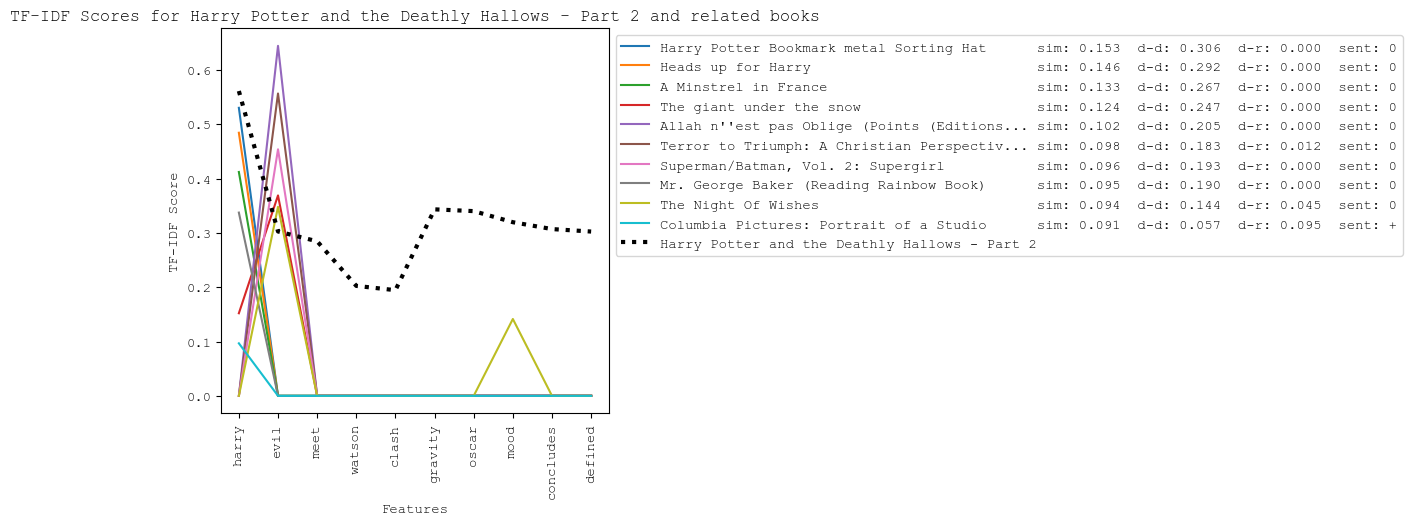 TF-IDF Scores for Harry Potter and the Deathly Hallows - Part 2 and related books
Harry Potter Bookmark metal Sorting Hat sim: 0.153 d-d: 0.306 d-r: 0.000 sent: 0
Heads up for Harry sim: 0.146 d-d: 0.292 d-r: 0.000 sent: 0
A Minstrel in France sim: 0.133 d-d: 0.267 d-r: 0.000 sent: 0
The giant under the snow sim: 0.124 d-d: 0.247 d-r: 0.000 sent: 0
Allah n''est pas Oblige (Points (Editions... sim: 0.102 d-d: 0.205 d-r: 0.000 sent: 0
Terror to Triumph: A Christian Perspectiv... sim: 0.098 d-d: 0.183 d-r: 0.012 sent: 0
Superman/Batman, Vol. 2: Supergirl sim: 0.096 d-d: 0.193 d-r: 0.000 sent: 0
Mr. George Baker (Reading Rainbow Book) sim: 0.095 d-d: 0.190 d-r: 0.000 sent: 0
The Night Of Wishes sim: 0.094 d-d: 0.144 d-r: 0.045 sent: 0
Columbia Pictures: Portrait of a Studio sim: 0.091 d-d: 0.057 d-r: 0.095 sent: +
Harry Potter and the Deathly Hallows - Part 2
TF-IDF Score
0.6
0.5
0.4
0.3
0.2
0.1
0.0
harry
evil
meet
watson
clash
gravity
oscar
mood
concludes
defined
Features